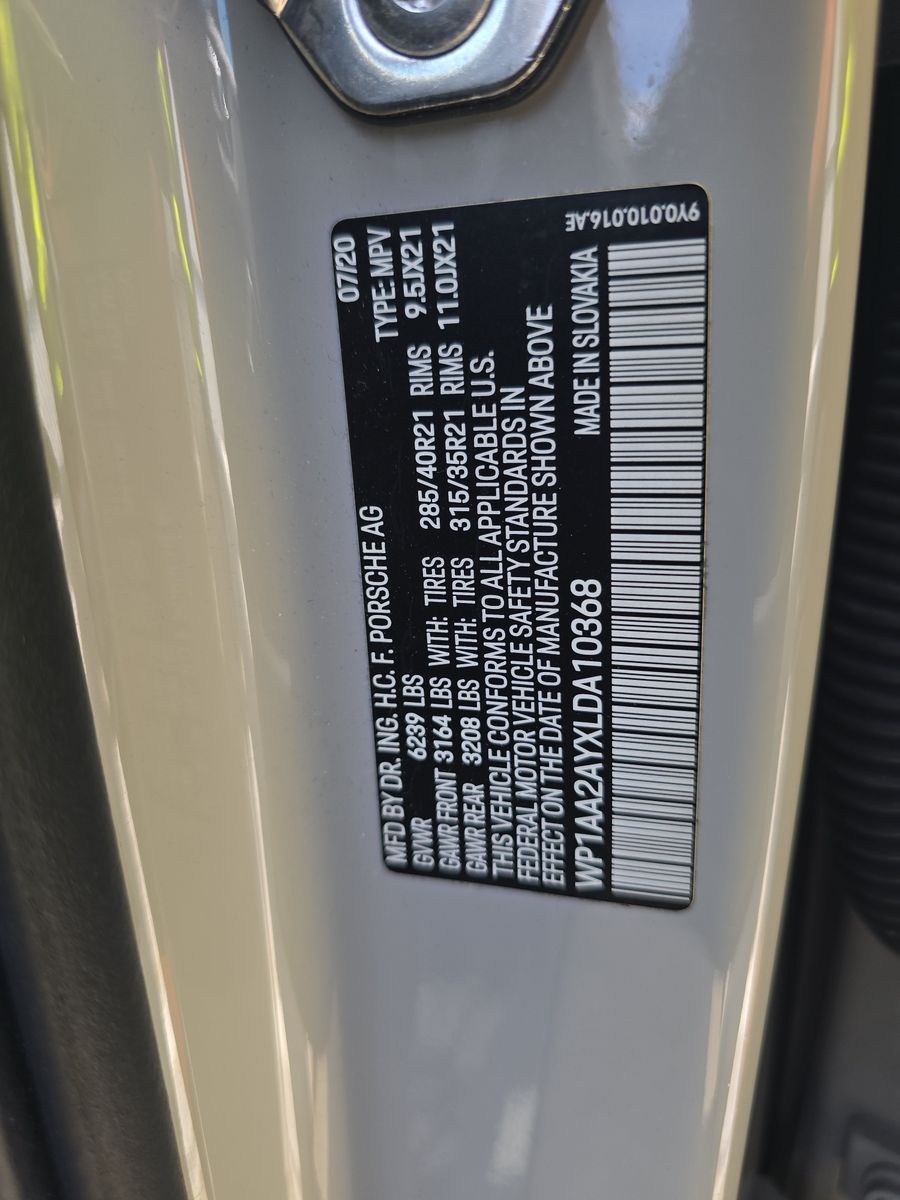 MFD BY DR. ING. H.C. F. PORSCHE AG 07/20
GVWR 6239 LBS TYPE:MPV
GAWR FRONT 3164 LBS WITH: TIRES 285/40R21 RIMS 9.5JX21
GAWR REAR 3208 LBS WITH: TIRES 315/35R21 RIMS 11.0JX21
THIS VEHICLE CONFORMS TO ALL APPLICABLE U.S.
FEDERAL MOTOR VEHICLE SAFETY STANDARDS IN
EFFECT ON THE DATE OF MANUFACTURE SHOWN ABOVE
WP1AA2AYXLDA10368 MADE IN SLOVAKIA
9Y0.010.016.AE